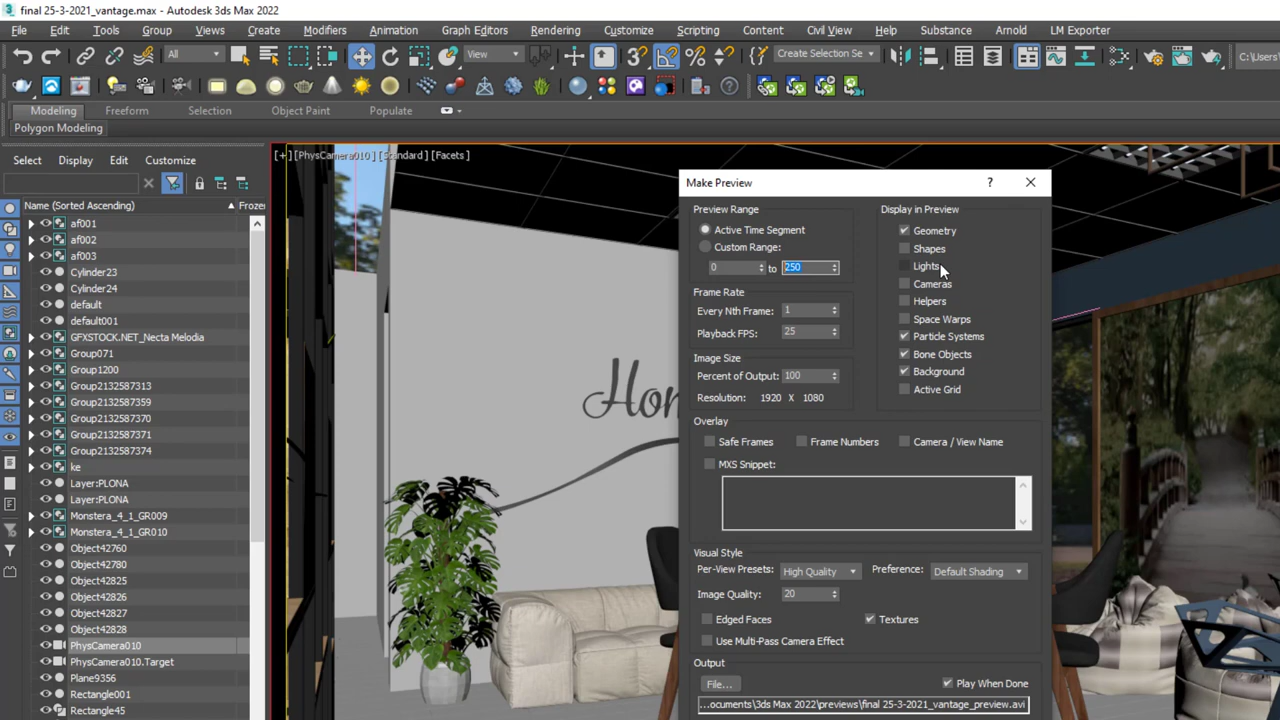 final 25-3-2021_vantage.max - Autodesk 3ds Max 2022
File Edit Tools Group Views Create Modifiers Animation Graph Editors Rendering Customize Scripting Content Civil View Help Substance Arnold LM Exporter
All View Create Selection Se C:\Users
Modeling Freeform Selection Object Paint Populate
Polygon Modeling
Select Display Edit Customize
[+] [PhysCamera010] [Standard] [Facets]
Name (Sorted Ascending) Frozen
af001
af002
af003
Cylinder23
Cylinder24
default
default001
GFXSTOCK.NET_Necta Melodia
Group071
Group1200
Group2132587313
Group2132587359
Group2132587370
Group2132587371
Group2132587374
ke
Layer:PLONA
Layer:PLONA
Monstera_4_1_GR009
Monstera_4_1_GR010
Object42760
Object42780
Object42825
Object42826
Object42827
Object42828
PhysCamera010
PhysCamera010.Target
Plane9356
Rectangle001
Rectangle45
Hom
Make Preview ?
Preview Range
Active Time Segment
Custom Range:
0 to 250
Frame Rate
Every Nth Frame: 1
Playback FPS: 25
Image Size
Percent of Output: 100
Resolution: 1920 X 1080
Display in Preview
Geometry
Shapes
Lights
Cameras
Helpers
Space Warps
Particle Systems
Bone Objects
Background
Active Grid
Overlay
Safe Frames Frame Numbers Camera / View Name
MXS Snippet:
Visual Style
Per-View Presets: High Quality Preference: Default Shading
Image Quality: 20
Edged Faces Textures
Use Multi-Pass Camera Effect
Output
File... Play When Done
...ocuments\3ds Max 2022\previews\final 25-3-2021_vantage_preview.avi